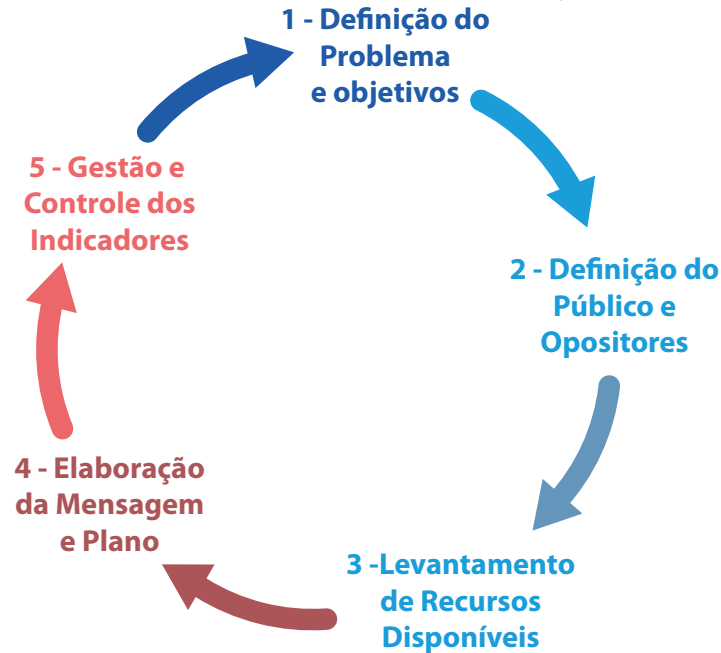 1 - Definição do
Problema
e objetivos
2 - Definição do
Público e
Opositores
3 -Levantamento
de Recursos
Disponíveis
4 - Elaboração
da Mensagem
e Plano
5 - Gestão e
Controle dos
Indicadores